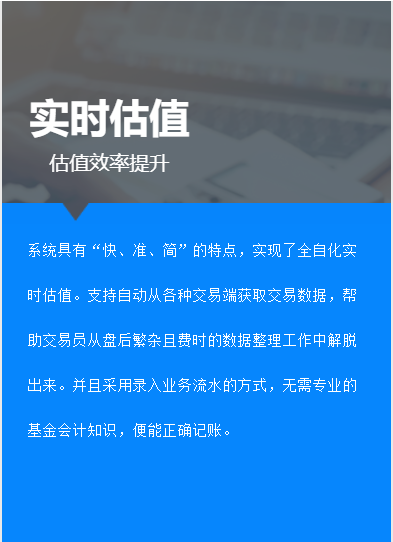 实时估值
估值效率提升
系统具有“快、准、简”的特点，实现了全自化实
时估值。支持自动从各种交易端获取交易数据，帮
助交易员从盘后繁杂且费时的数据整理工作中解脱
出来。并且采用录入业务流水的方式，无需专业的
基金会计知识，便能正确记账。